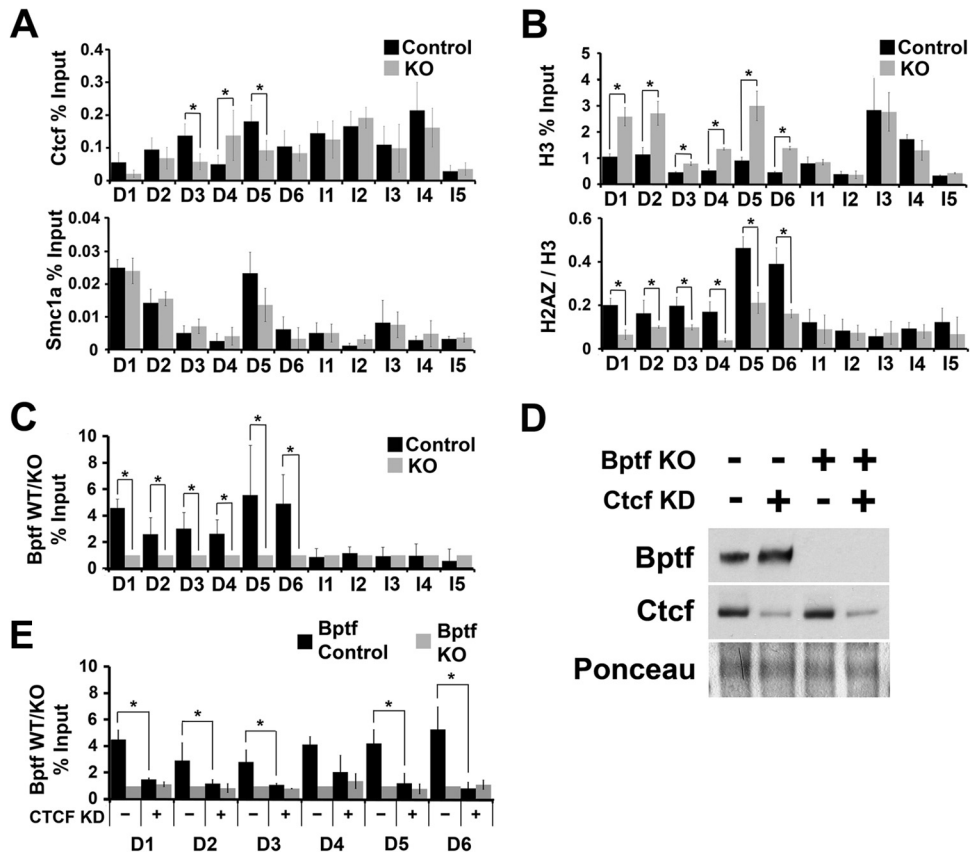 A
Ctcf % Input
0.4
0.3
0.2
0.1
0
Control
KO
* * *
D1 D2 D3 D4 D5 D6 I1 I2 I3 I4 I5
Smc1a % Input
0.04
0.03
0.02
0.01
0
D1 D2 D3 D4 D5 D6 I1 I2 I3 I4 I5
B
H3 % Input
5
4
3
2
1
0
Control
KO
* * * * * *
D1 D2 D3 D4 D5 D6 I1 I2 I3 I4 I5
H2AZ / H3
0.6
0.4
0.2
0
* * * * * *
D1 D2 D3 D4 D5 D6 I1 I2 I3 I4 I5
C
Bptf WT/KO
% Input
10
8
6
4
2
0
Control
KO
* * * * * *
D1 D2 D3 D4 D5 D6 I1 I2 I3 I4 I5
D
Bptf KO - - + +
Ctcf KD - + - +
Bptf
Ctcf
Ponceau
E
Bptf WT/KO
% Input
10
8
6
4
2
0
Bptf
Control
Bptf
KO
* * * * *
CTCF KD - + - + - + - + - + - +
D1 D2 D3 D4 D5 D6